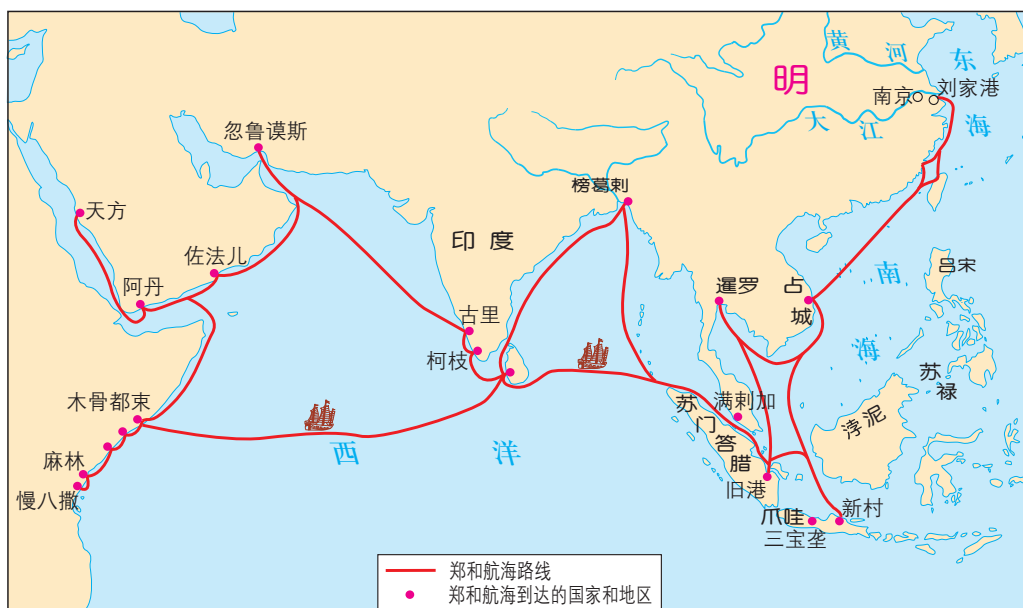 黄河
东海
明
南京
刘家港
大江
忽鲁谟斯
榜葛剌
天方
印度
佐法儿
阿丹
暹罗
占城
南海
吕宋
古里
柯枝
苏禄
木骨都束
满剌加
苏门答腊
浡泥
西洋
麻林
慢八撒
旧港
爪哇
三宝垄
新村
郑和航海路线
郑和航海到达的国家和地区